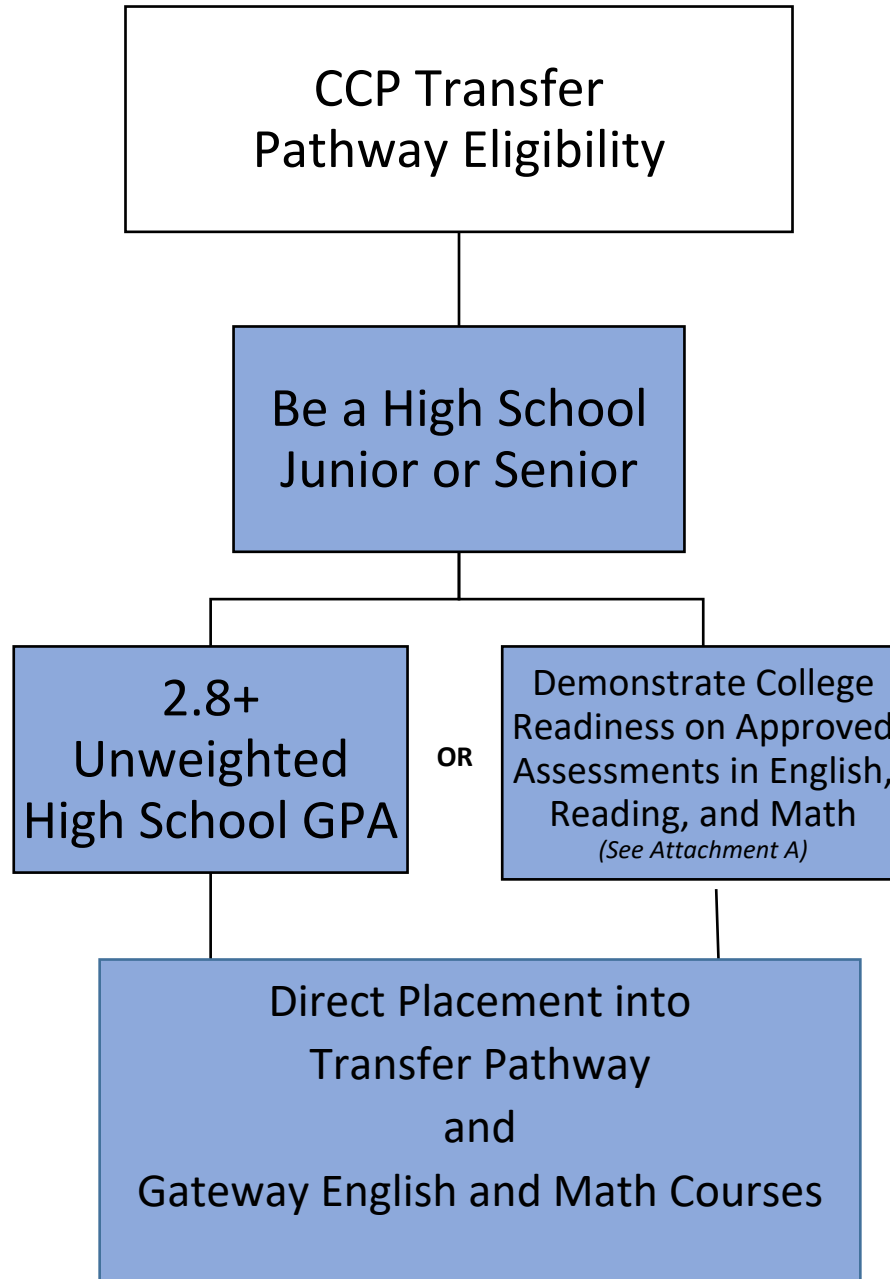 CCP Transfer
Pathway Eligibility
Be a High School
Junior or Senior
2.8+
Unweighted
High School GPA
OR
Demonstrate College
Readiness on Approved
Assessments in English,
Reading, and Math
(See Attachment A)
Direct Placement into
Transfer Pathway
and
Gateway English and Math Courses